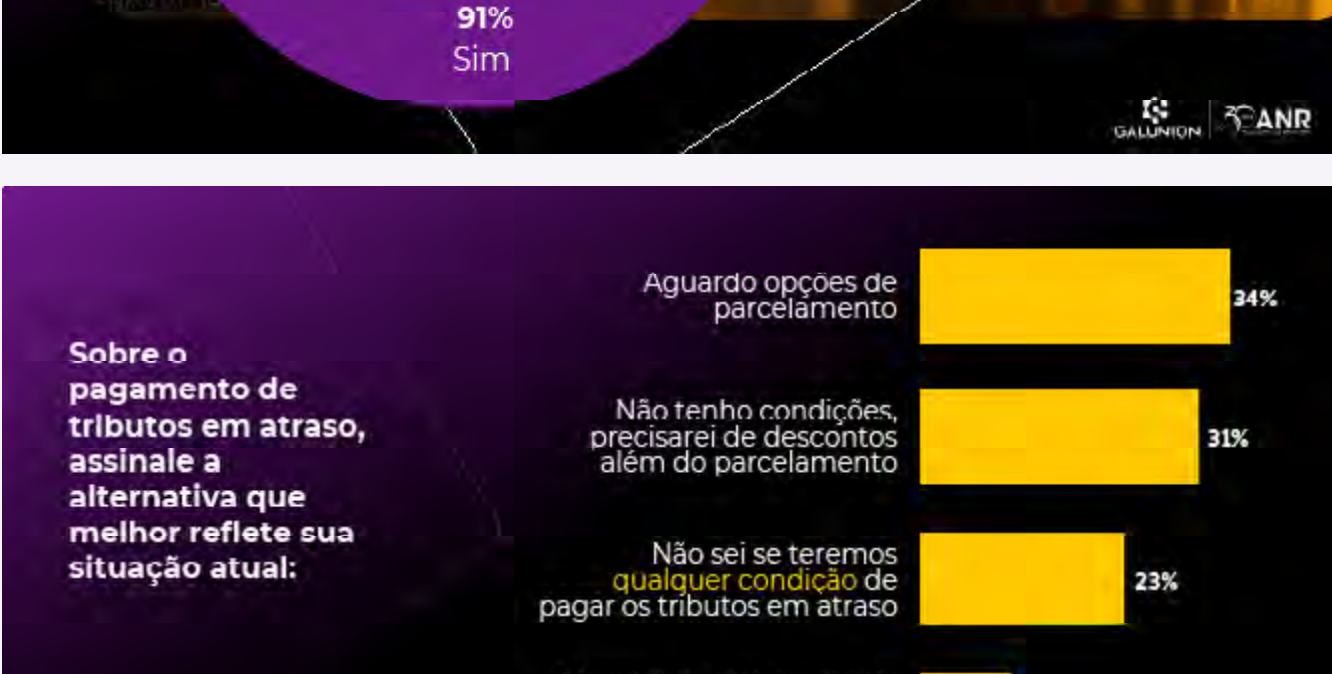 91%
Sim
GALUNION
30 ANR
Sobre o
pagamento de
tributos em atraso,
assinale a
alternativa que
melhor reflete sua
situação atual:
Aguardo opções de
parcelamento
34%
Não tenho condições,
precisarei de descontos
além do parcelamento
31%
Não sei se teremos
qualquer condição de
pagar os tributos em atraso
23%